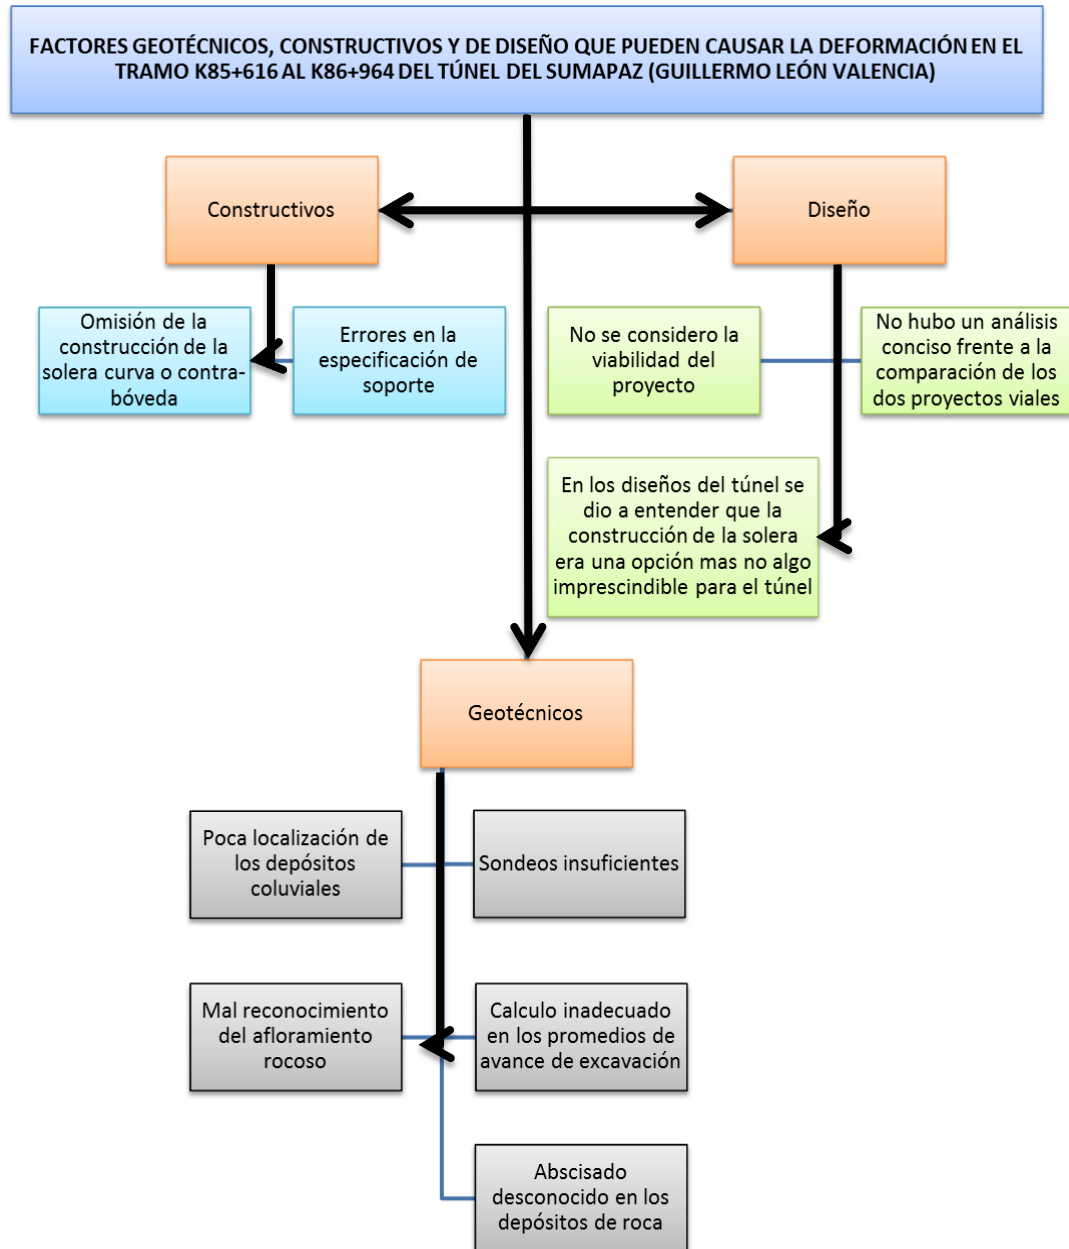 FACTORES GEOTÉCNICOS, CONSTRUCTIVOS Y DE DISEÑO QUE PUEDEN CAUSAR LA DEFORMACIÓN EN EL
TRAMO K85+616 AL K86+964 DEL TÚNEL DEL SUMAPAZ (GUILLERMO LEÓN VALENCIA)
Constructivos
Diseño
Omisión de la
construcción de la
solera curva o contra-
bóveda
Errores en la
especificación de
soporte
No se considero la
viabilidad del
proyecto
No hubo un análisis
conciso frente a la
comparación de los
dos proyectos viales
En los diseños del túnel se
dio a entender que la
construcción de la solera
era una opción mas no algo
imprescindible para el túnel
Geotécnicos
Poca localización de
los depósitos
coluviales
Sondeos insuficientes
Mal reconocimiento
del afloramiento
rocoso
Calculo inadecuado
en los promedios de
avance de excavación
Abscisado
desconocido en los
depósitos de roca